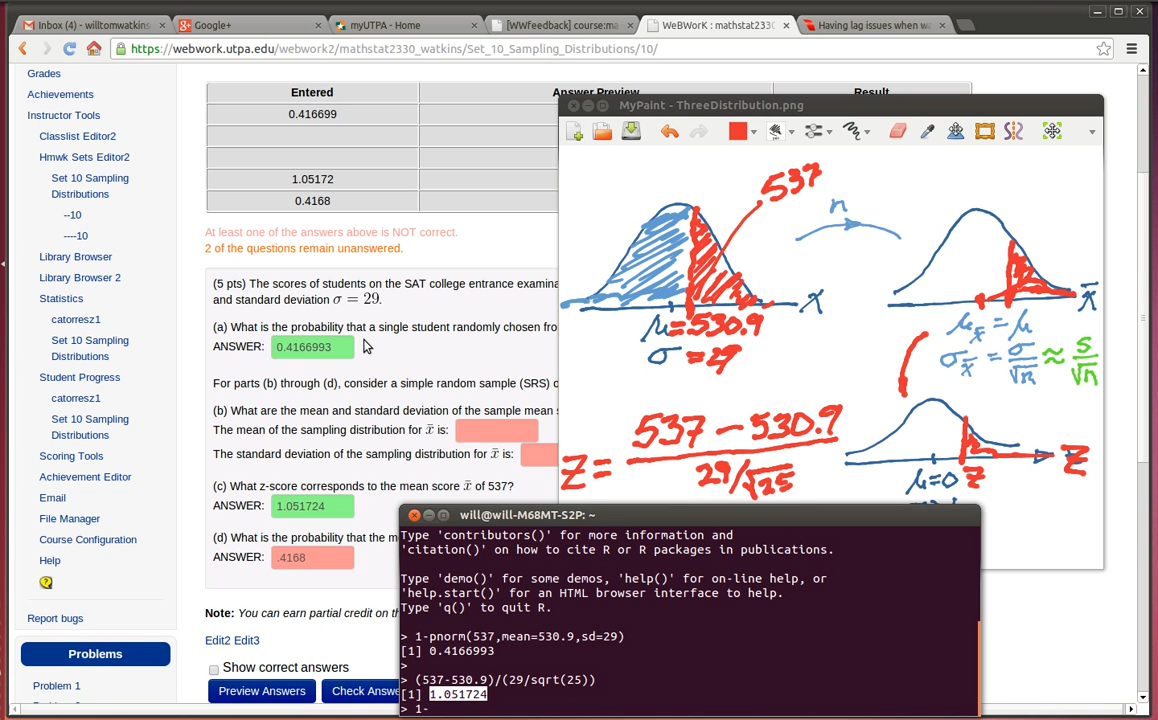 Inbox (4) - willtomwatkins
Google+
myUTPA - Home
[WWfeedback] course:ma
WeBWorK : mathstat2330
Having lag issues when w
https://webwork.utpa.edu/webwork2/mathstat2330_watkins/Set_10_Sampling_Distributions/10/
Grades
Achievements
Instructor Tools
Classlist Editor2
Hmwk Sets Editor2
Set 10 Sampling
Distributions
--10
----10
Library Browser
Library Browser 2
Statistics
catorresz1
Set 10 Sampling
Distributions
Student Progress
catorresz1
Set 10 Sampling
Distributions
Scoring Tools
Achievement Editor
Email
File Manager
Course Configuration
Help
Report bugs
Problems
Problem 1
Entered
Answer Preview
Result
0.416699
1.05172
0.4168
At least one of the answers above is NOT correct.
2 of the questions remain unanswered.
(5 pts) The scores of students on the SAT college entrance examina
and standard deviation σ = 29.
(a) What is the probability that a single student randomly chosen fro
ANSWER: 0.4166993
For parts (b) through (d), consider a simple random sample (SRS) o
(b) What are the mean and standard deviation of the sample mean s
The mean of the sampling distribution for x̄ is:
The standard deviation of the sampling distribution for x̄ is:
(c) What z-score corresponds to the mean score x̄ of 537?
ANSWER: 1.051724
(d) What is the probability that the m
ANSWER: .4168
Note: You can earn partial credit on th
Edit2 Edit3
Show correct answers
Preview Answers
Check Answe
MyPaint - ThreeDistribution.png
537
n
x
x̄
μ = 530.9
σ = 29
μx̄ = μ
σx̄ = σ/√n ≈ s/√n
z = (537 - 530.9)/(29/√25)
μ=0
z
z
will@will-M68MT-S2P: ~
Type 'contributors()' for more information and
'citation()' on how to cite R or R packages in publications.
Type 'demo()' for some demos, 'help()' for on-line help, or
'help.start()' for an HTML browser interface to help.
Type 'q()' to quit R.
> 1-pnorm(537,mean=530.9,sd=29)
[1] 0.4166993
>
> (537-530.9)/(29/sqrt(25))
[1] 1.051724
> 1-